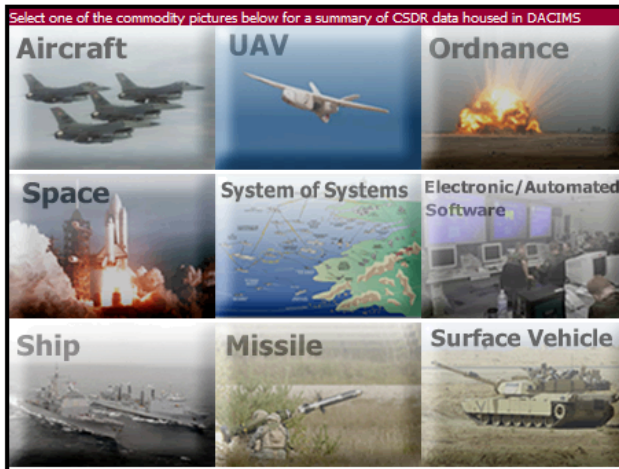 Select one of the commodity pictures below for a summary of CSDR data housed in DACIMS
Aircraft
UAV
Ordnance
Space
System of Systems
Electronic/Automated
Software
Ship
Missile
Surface Vehicle